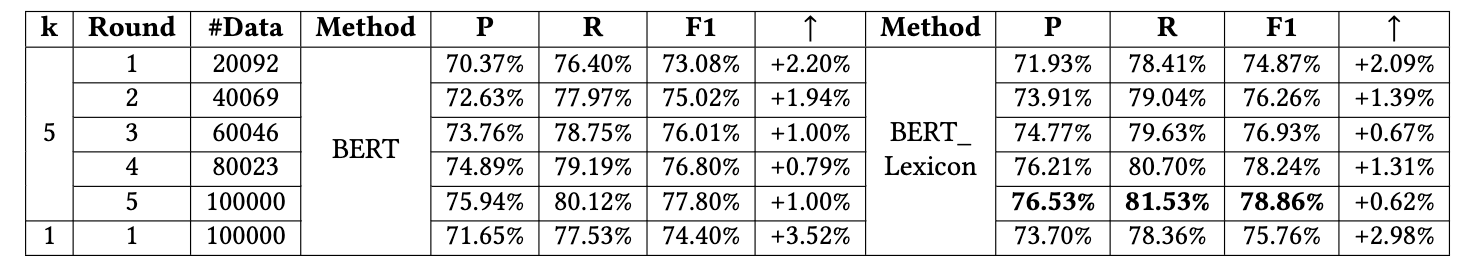 k Round #Data Method P R F1 ↑ Method P R F1 ↑
1 20092 70.37% 76.40% 73.08% +2.20% 71.93% 78.41% 74.87% +2.09%
2 40069 72.63% 77.97% 75.02% +1.94% 73.91% 79.04% 76.26% +1.39%
5 3 60046 BERT 73.76% 78.75% 76.01% +1.00% BERT_ 74.77% 79.63% 76.93% +0.67%
4 80023 74.89% 79.19% 76.80% +0.79% Lexicon 76.21% 80.70% 78.24% +1.31%
5 100000 75.94% 80.12% 77.80% +1.00% 76.53% 81.53% 78.86% +0.62%
1 1 100000 71.65% 77.53% 74.40% +3.52% 73.70% 78.36% 75.76% +2.98%